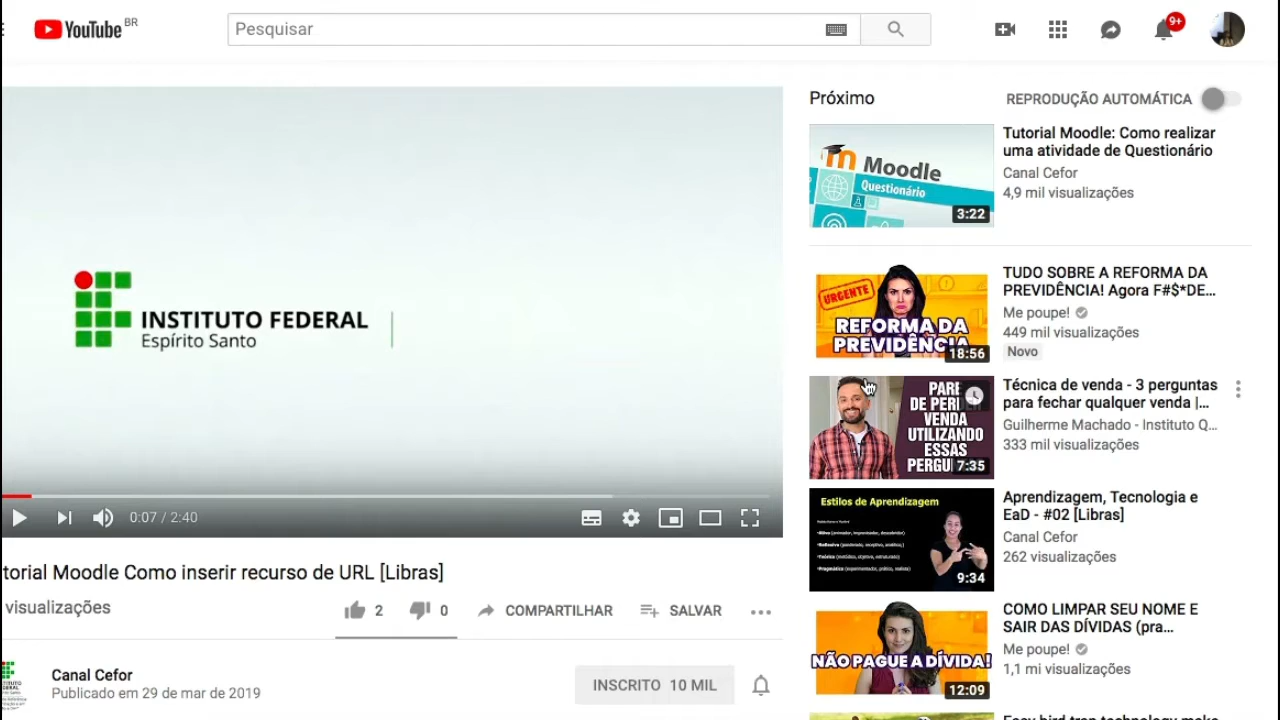 YouTube BR
Pesquisar
9+
INSTITUTO FEDERAL
Espírito Santo
0:07 / 2:40
torial Moodle: Como inserir recurso de URL [Libras]
visualizações
2
0
COMPARTILHAR
SALVAR
Canal Cefor
Publicado em 29 de mar de 2019
INSCRITO 10 MIL
Próximo
REPRODUÇÃO AUTOMÁTICA
Moodle
Questionário
3:22
Tutorial Moodle: Como realizar
uma atividade de Questionário
Canal Cefor
4,9 mil visualizações
URGENTE
REFORMA DA
PREVIDÊNCIA
18:56
TUDO SOBRE A REFORMA DA
PREVIDÊNCIA! Agora F#$*DE...
Me poupe!
449 mil visualizações
Novo
PARE
DE PERDER
VENDA
UTILIZANDO
ESSAS
PERGU
7:35
Técnica de venda - 3 perguntas
para fechar qualquer venda |...
Guilherme Machado - Instituto Q...
333 mil visualizações
Estilos de Aprendizagem
9:34
Aprendizagem, Tecnologia e
EaD - #02 [Libras]
Canal Cefor
262 visualizações
NÃO PAGUE A DÍVIDA!
12:09
COMO LIMPAR SEU NOME E
SAIR DAS DÍVIDAS (pra...
Me poupe!
1,1 mi visualizações